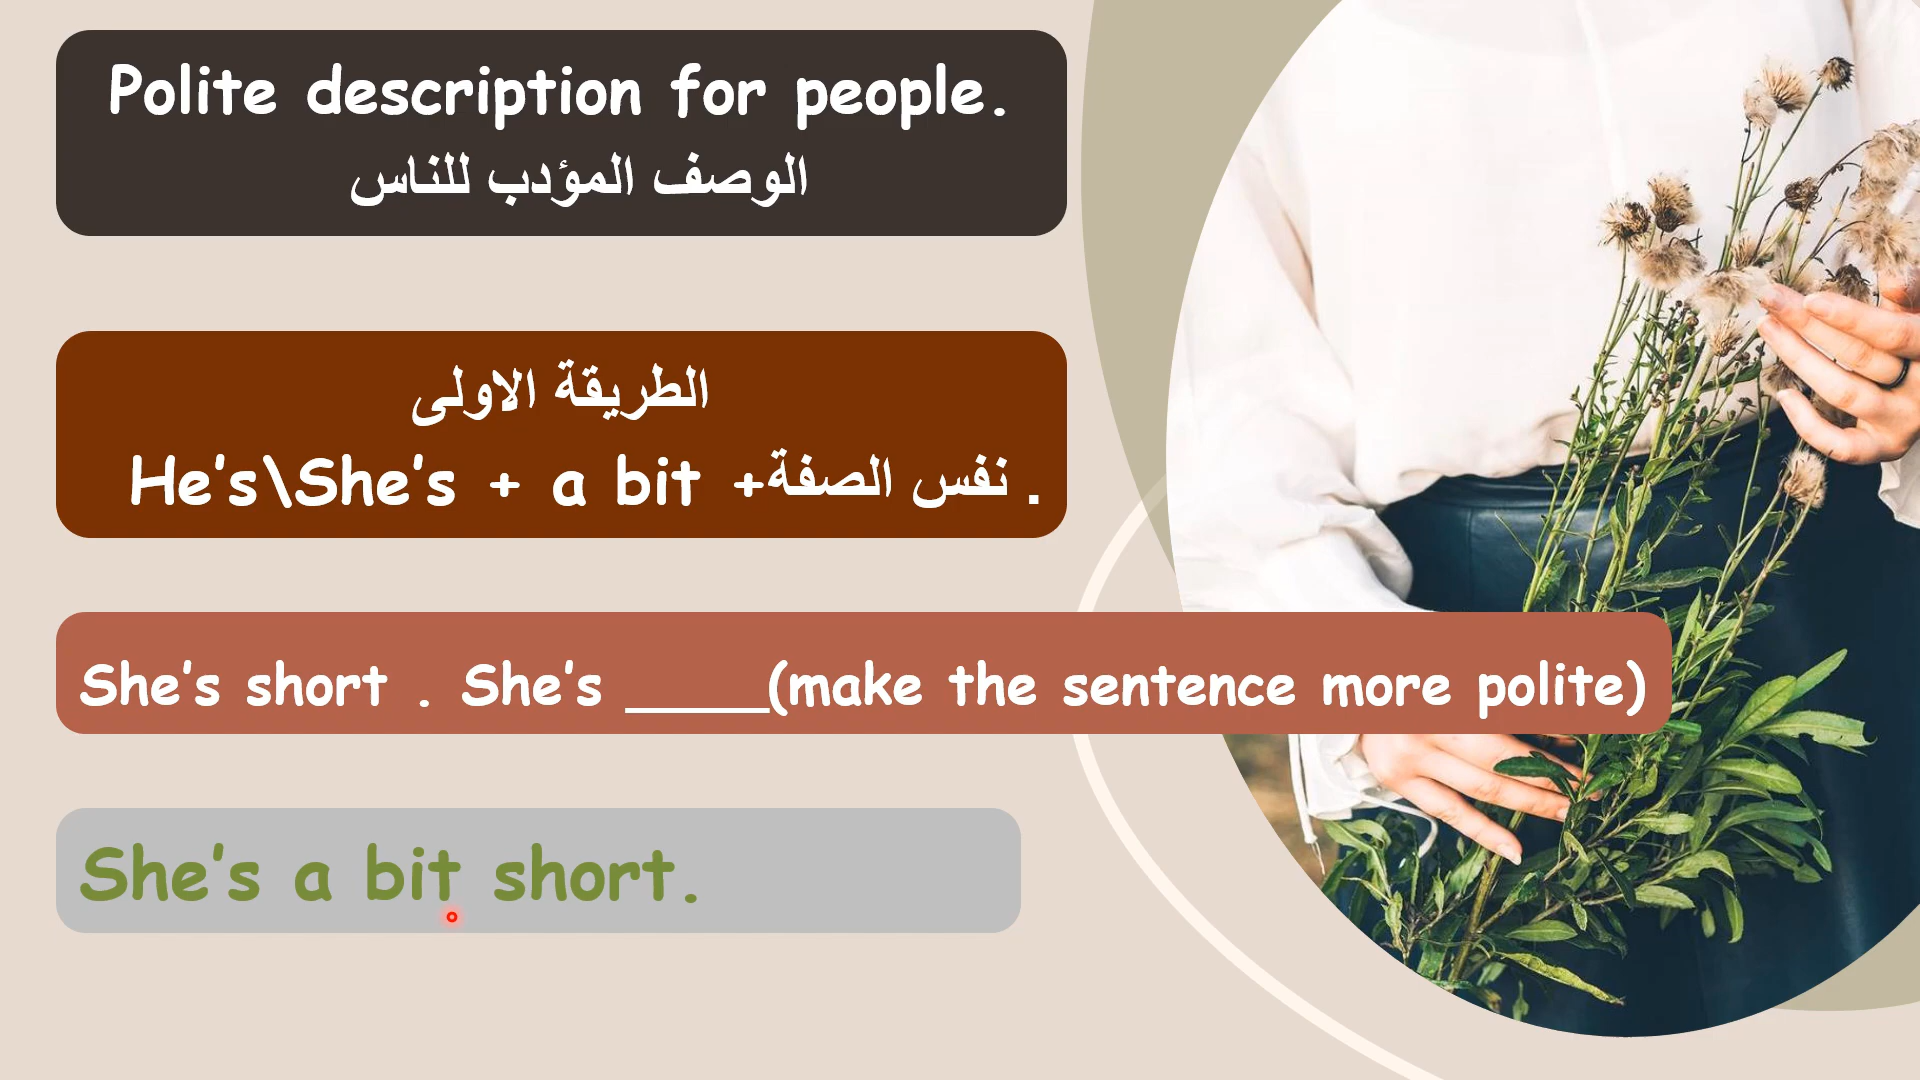 Polite description for people.
الوصف المؤدب للناس
الطريقة الاولى
He's\She's + a bit +نفس الصفة .
She's short . She's _____(make the sentence more polite)
She's a bit short.